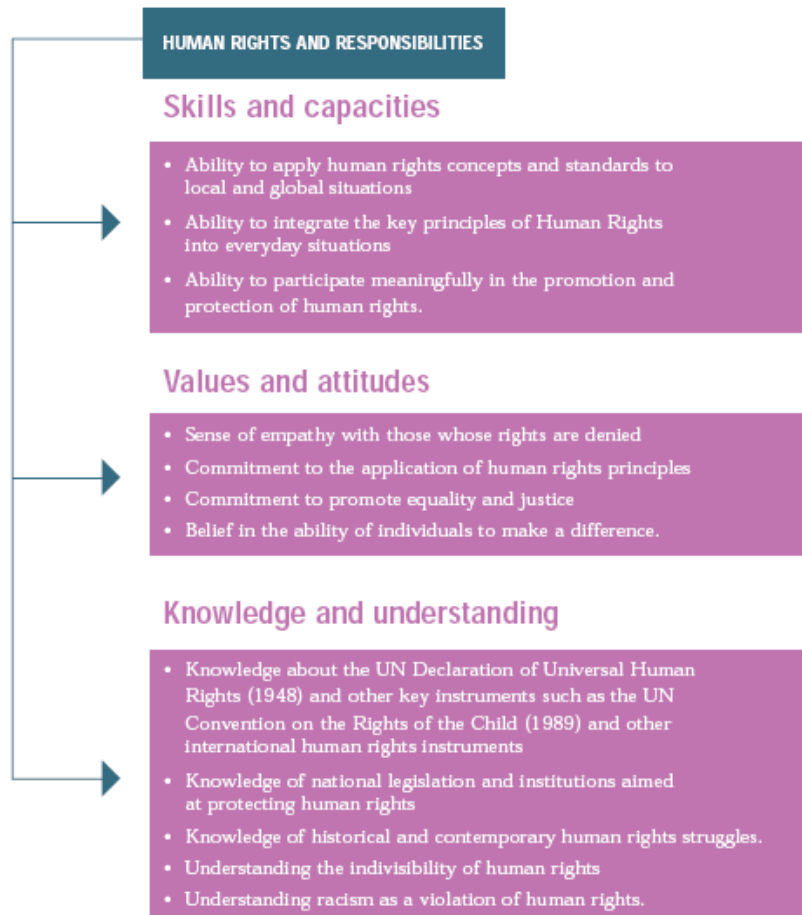 HUMAN RIGHTS AND RESPONSIBILITIES
Skills and capacities
• Ability to apply human rights concepts and standards to
local and global situations
• Ability to integrate the key principles of Human Rights
into everyday situations
• Ability to participate meaningfully in the promotion and
protection of human rights.
Values and attitudes
• Sense of empathy with those whose rights are denied
• Commitment to the application of human rights principles
• Commitment to promote equality and justice
• Belief in the ability of individuals to make a difference.
Knowledge and understanding
• Knowledge about the UN Declaration of Universal Human
Rights (1948) and other key instruments such as the UN
Convention on the Rights of the Child (1989) and other
international human rights instruments
• Knowledge of national legislation and institutions aimed
at protecting human rights
• Knowledge of historical and contemporary human rights struggles.
• Understanding the indivisibility of human rights
• Understanding racism as a violation of human rights.